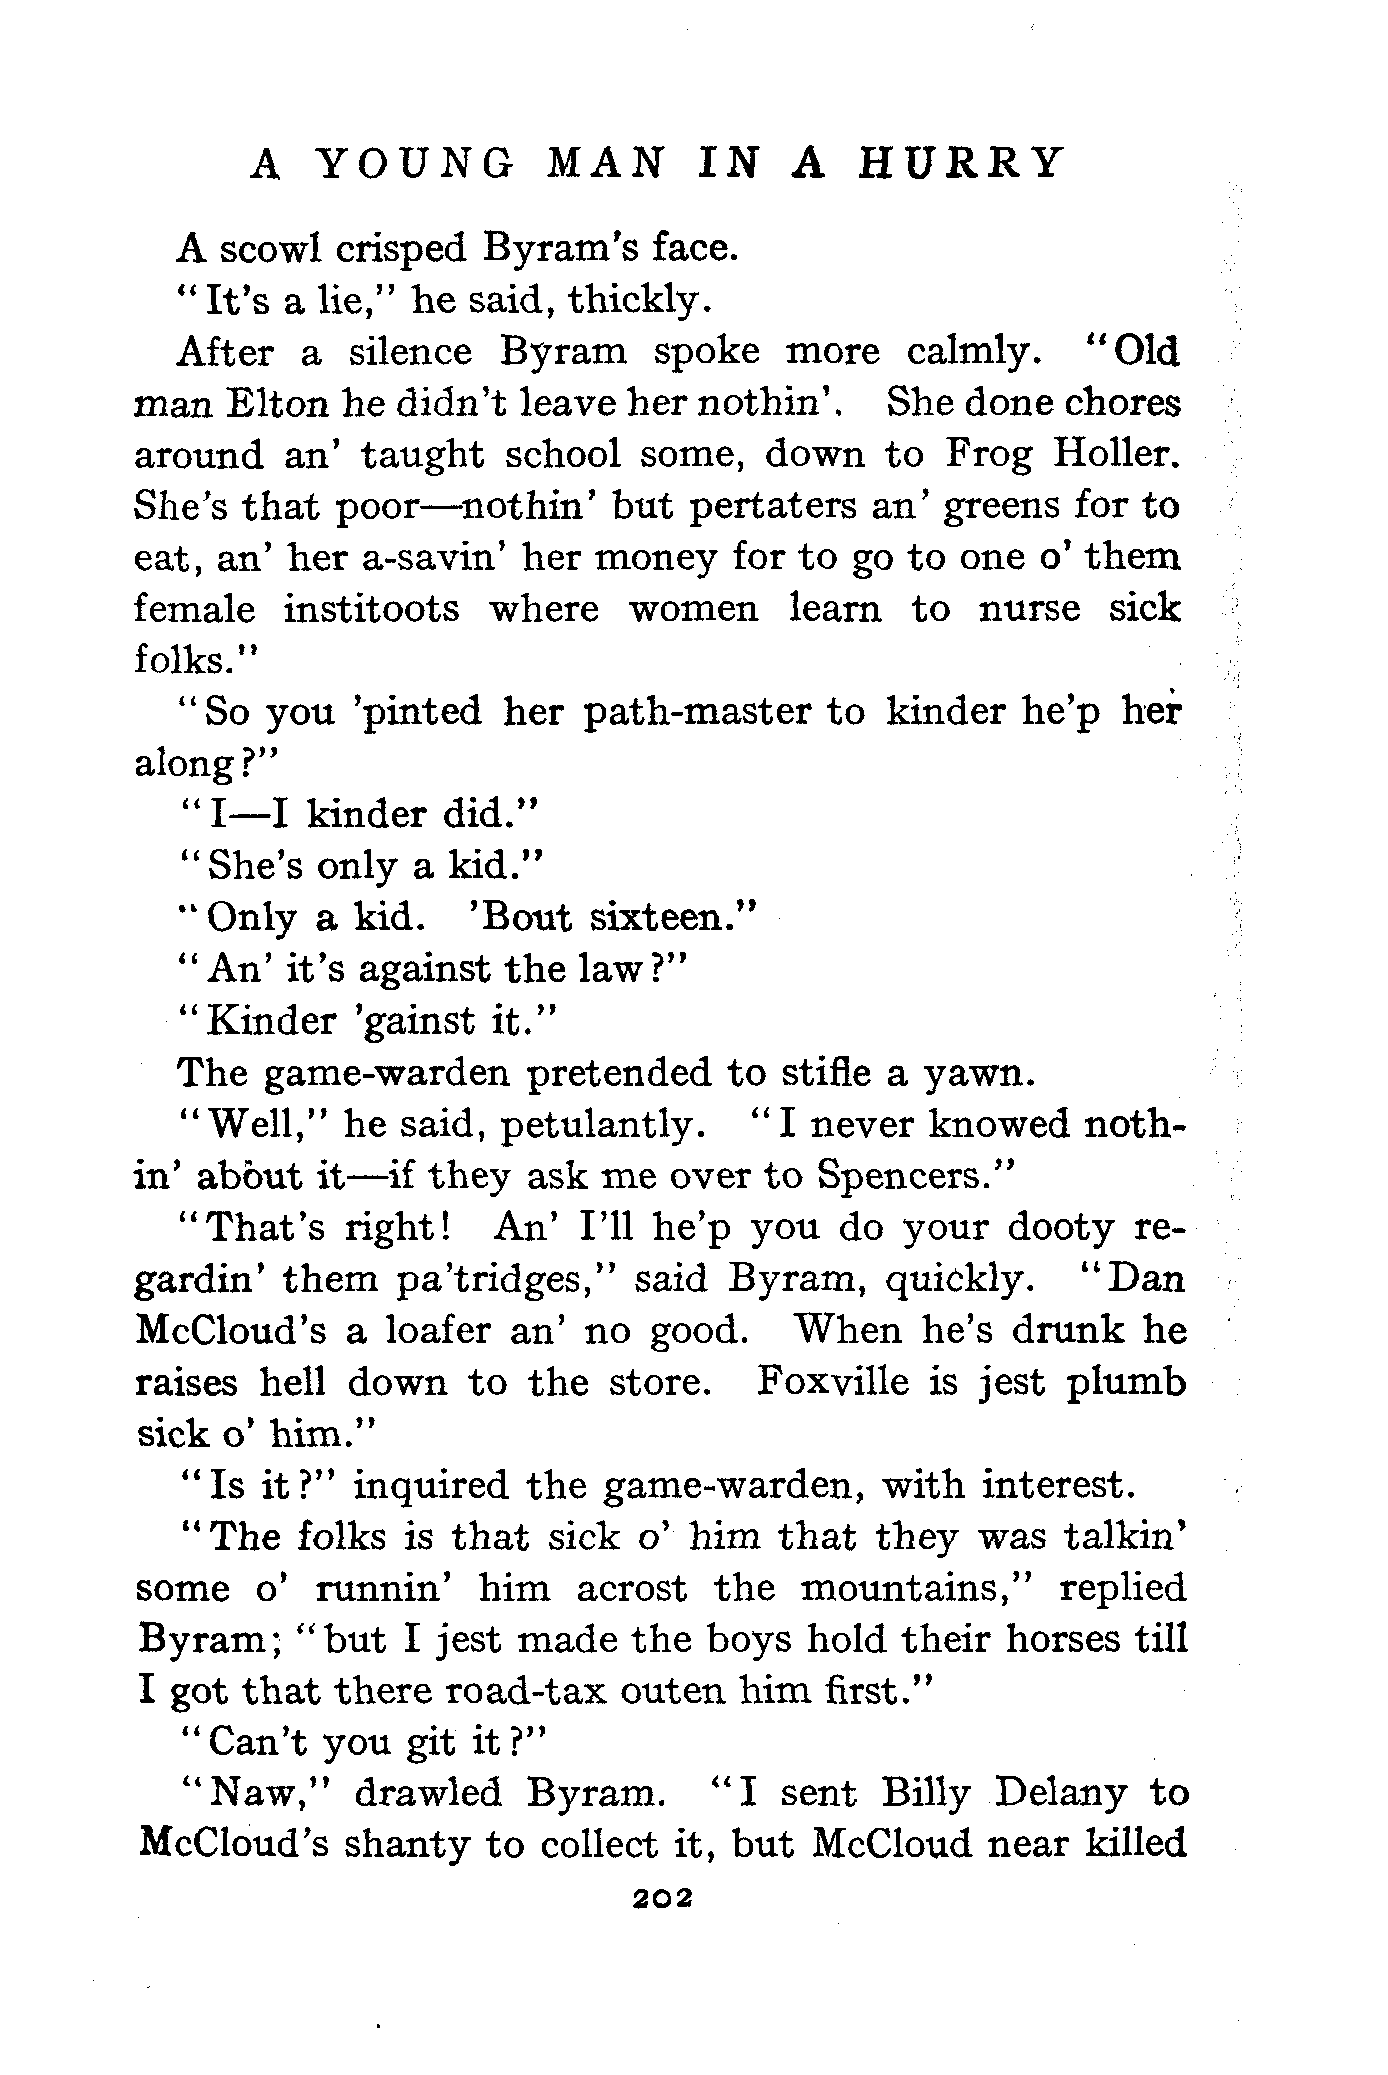 A YOUNG MAN IN A HURRY
A scowl crisped Byram's face.
"It's a lie," he said, thickly.
After a silence Byram spoke more calmly. "Old
man Elton he didn't leave her nothin'. She done chores
around an' taught school some, down to Frog Holler.
She's that poor—nothin' but pertaters an' greens for to
eat, an' her a-savin' her money for to go to one o' them
female institoots where women learn to nurse sick
folks."
"So you 'pinted her path-master to kinder he'p her
along?"
"I—I kinder did."
"She's only a kid."
"Only a kid. 'Bout sixteen."
"An' it's against the law?"
"Kinder 'gainst it."
The game-warden pretended to stifle a yawn.
"Well," he said, petulantly. "I never knowed noth-
in' about it—if they ask me over to Spencers."
"That's right! An' I'll he'p you do your dooty re-
gardin' them pa'tridges," said Byram, quickly. "Dan
McCloud's a loafer an' no good. When he's drunk he
raises hell down to the store. Foxville is jest plumb
sick o' him."
"Is it?" inquired the game-warden, with interest.
"The folks is that sick o' him that they was talkin'
some o' runnin' him acrost the mountains," replied
Byram; "but I jest made the boys hold their horses till
I got that there road-tax outen him first."
"Can't you git it?"
"Naw," drawled Byram. "I sent Billy Delany to
McCloud's shanty to collect it, but McCloud near killed
202